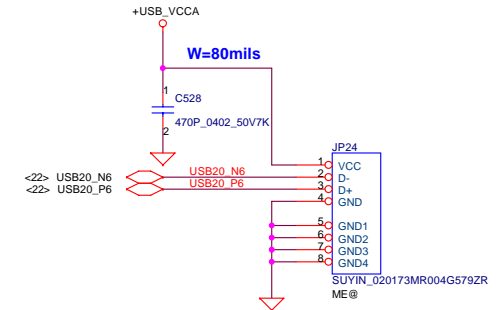 +USB_VCCA
W=80mils
1
C528
470P_0402_50V7K
2
JP24
1 VCC
<22> USB20_N6 USB20_N6 2 D-
<22> USB20_P6 USB20_P6 3 D+
4 GND
5 GND1
6 GND2
7 GND3
8 GND4
SUYIN_020173MR004G579ZR
ME@